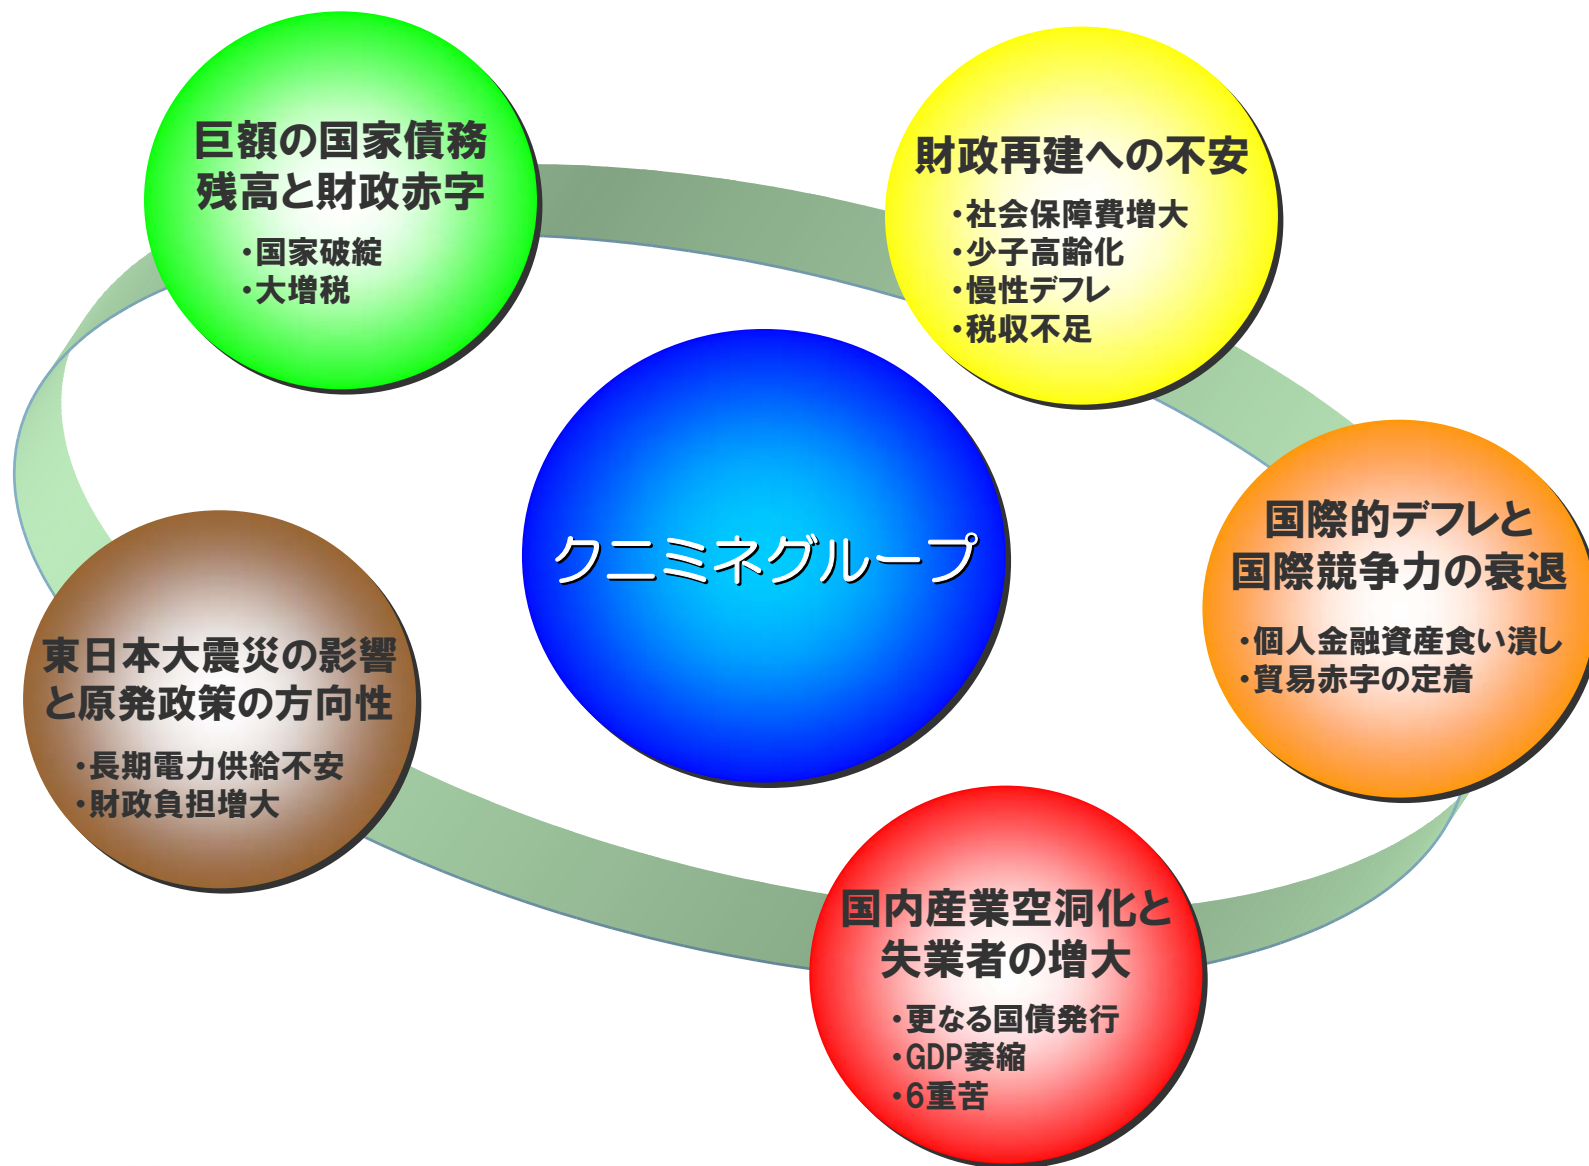 巨額の国家債務
残高と財政赤字
・国家破綻
・大増税
財政再建への不安
・社会保障費増大
・少子高齢化
・慢性デフレ
・税収不足
クニミネグループ
国際的デフレと
国際競争力の衰退
・個人金融資産食い潰し
・貿易赤字の定着
東日本大震災の影響
と原発政策の方向性
・長期電力供給不安
・財政負担増大
国内産業空洞化と
失業者の増大
・更なる国債発行
・GDP萎縮
・6重苦